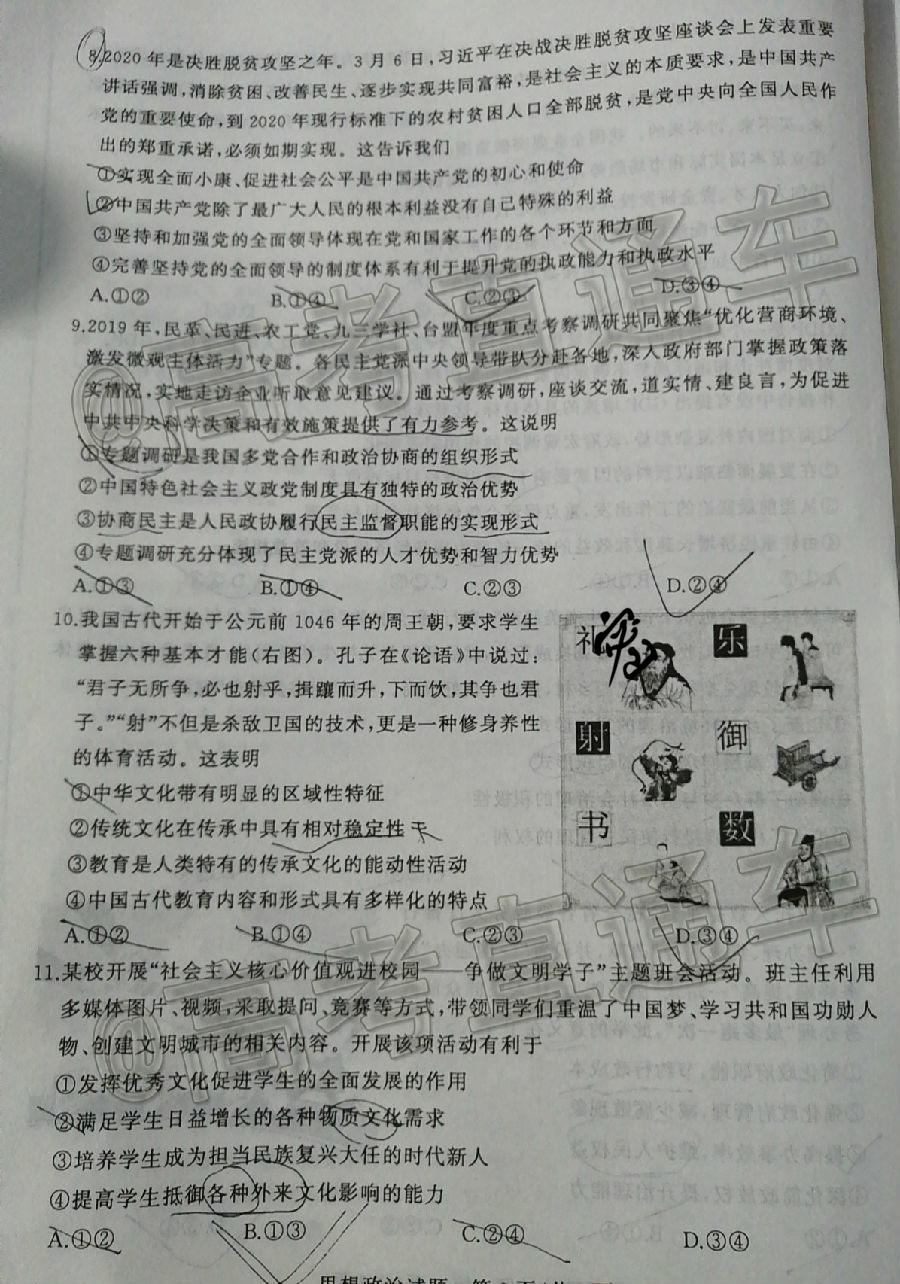 8.2020年是决胜脱贫攻坚之年。3月6日,习近平在决战决胜脱贫攻坚座谈会上发表重要
讲话强调,消除贫困、改善民生、逐步实现共同富裕,是社会主义的本质要求,是中国共产
党的重要使命,到2020年现行标准下的农村贫困人口全部脱贫,是党中央向全国人民作
出的郑重承诺,必须如期实现。这告诉我们
①实现全面小康、促进社会公平是中国共产党的初心和使命
②中国共产党除了最广大人民的根本利益没有自己特殊的利益
③坚持和加强党的全面领导体现在党和国家工作的各个环节和方面
④完善坚持党的全面领导的制度体系有利于提升党的执政能力和执政水平
A.①② B.①④ C.②③ D.③④
9.2019年,民革、民进、农工党、九三学社、台盟年度重点考察调研共同聚焦“优化营商环境、
激发微观主体活力”专题。各民主党派中央领导带队分赴各地,深入政府部门掌握政策落
实情况,实地走访企业听取意见建议。通过考察调研,座谈交流,道实情、建良言,为促进
中共中央科学决策和有效施策提供了有力参考。这说明
①专题调研是我国多党合作和政治协商的组织形式
②中国特色社会主义政党制度具有独特的政治优势
③协商民主是人民政协履行民主监督职能的实现形式
④专题调研充分体现了民主党派的人才优势和智力优势
A.①③ B.①④ C.②③ D.②④
10.我国古代开始于公元前1046年的周王朝,要求学生
掌握六种基本才能(右图)。孔子在《论语》中说过:
“君子无所争,必也射乎,揖让而升,下而饮,其争也君
子。”“射”不但是杀敌卫国的技术,更是一种修身养性
的体育活动。这表明
①中华文化带有明显的区域性特征
②传统文化在传承中具有相对稳定性
③教育是人类特有的传承文化的能动性活动
④中国古代教育内容和形式具有多样化的特点
A.①② B.①④ C.②③ D.③④
礼 乐
射 御
书 数
11.某校开展“社会主义核心价值观进校园——争做文明学子”主题班会活动。班主任利用
多媒体图片、视频,采取提问、竞赛等方式,带领同学们重温了中国梦、学习共和国功勋人
物、创建文明城市的相关内容。开展该项活动有利于
①发挥优秀文化促进学生的全面发展的作用
②满足学生日益增长的各种物质文化需求
③培养学生成为担当民族复兴大任的时代新人
④提高学生抵御各种外来文化影响的能力
A.①② B.①③ C.②④ D.③④
@高考直通车
@高考直通车